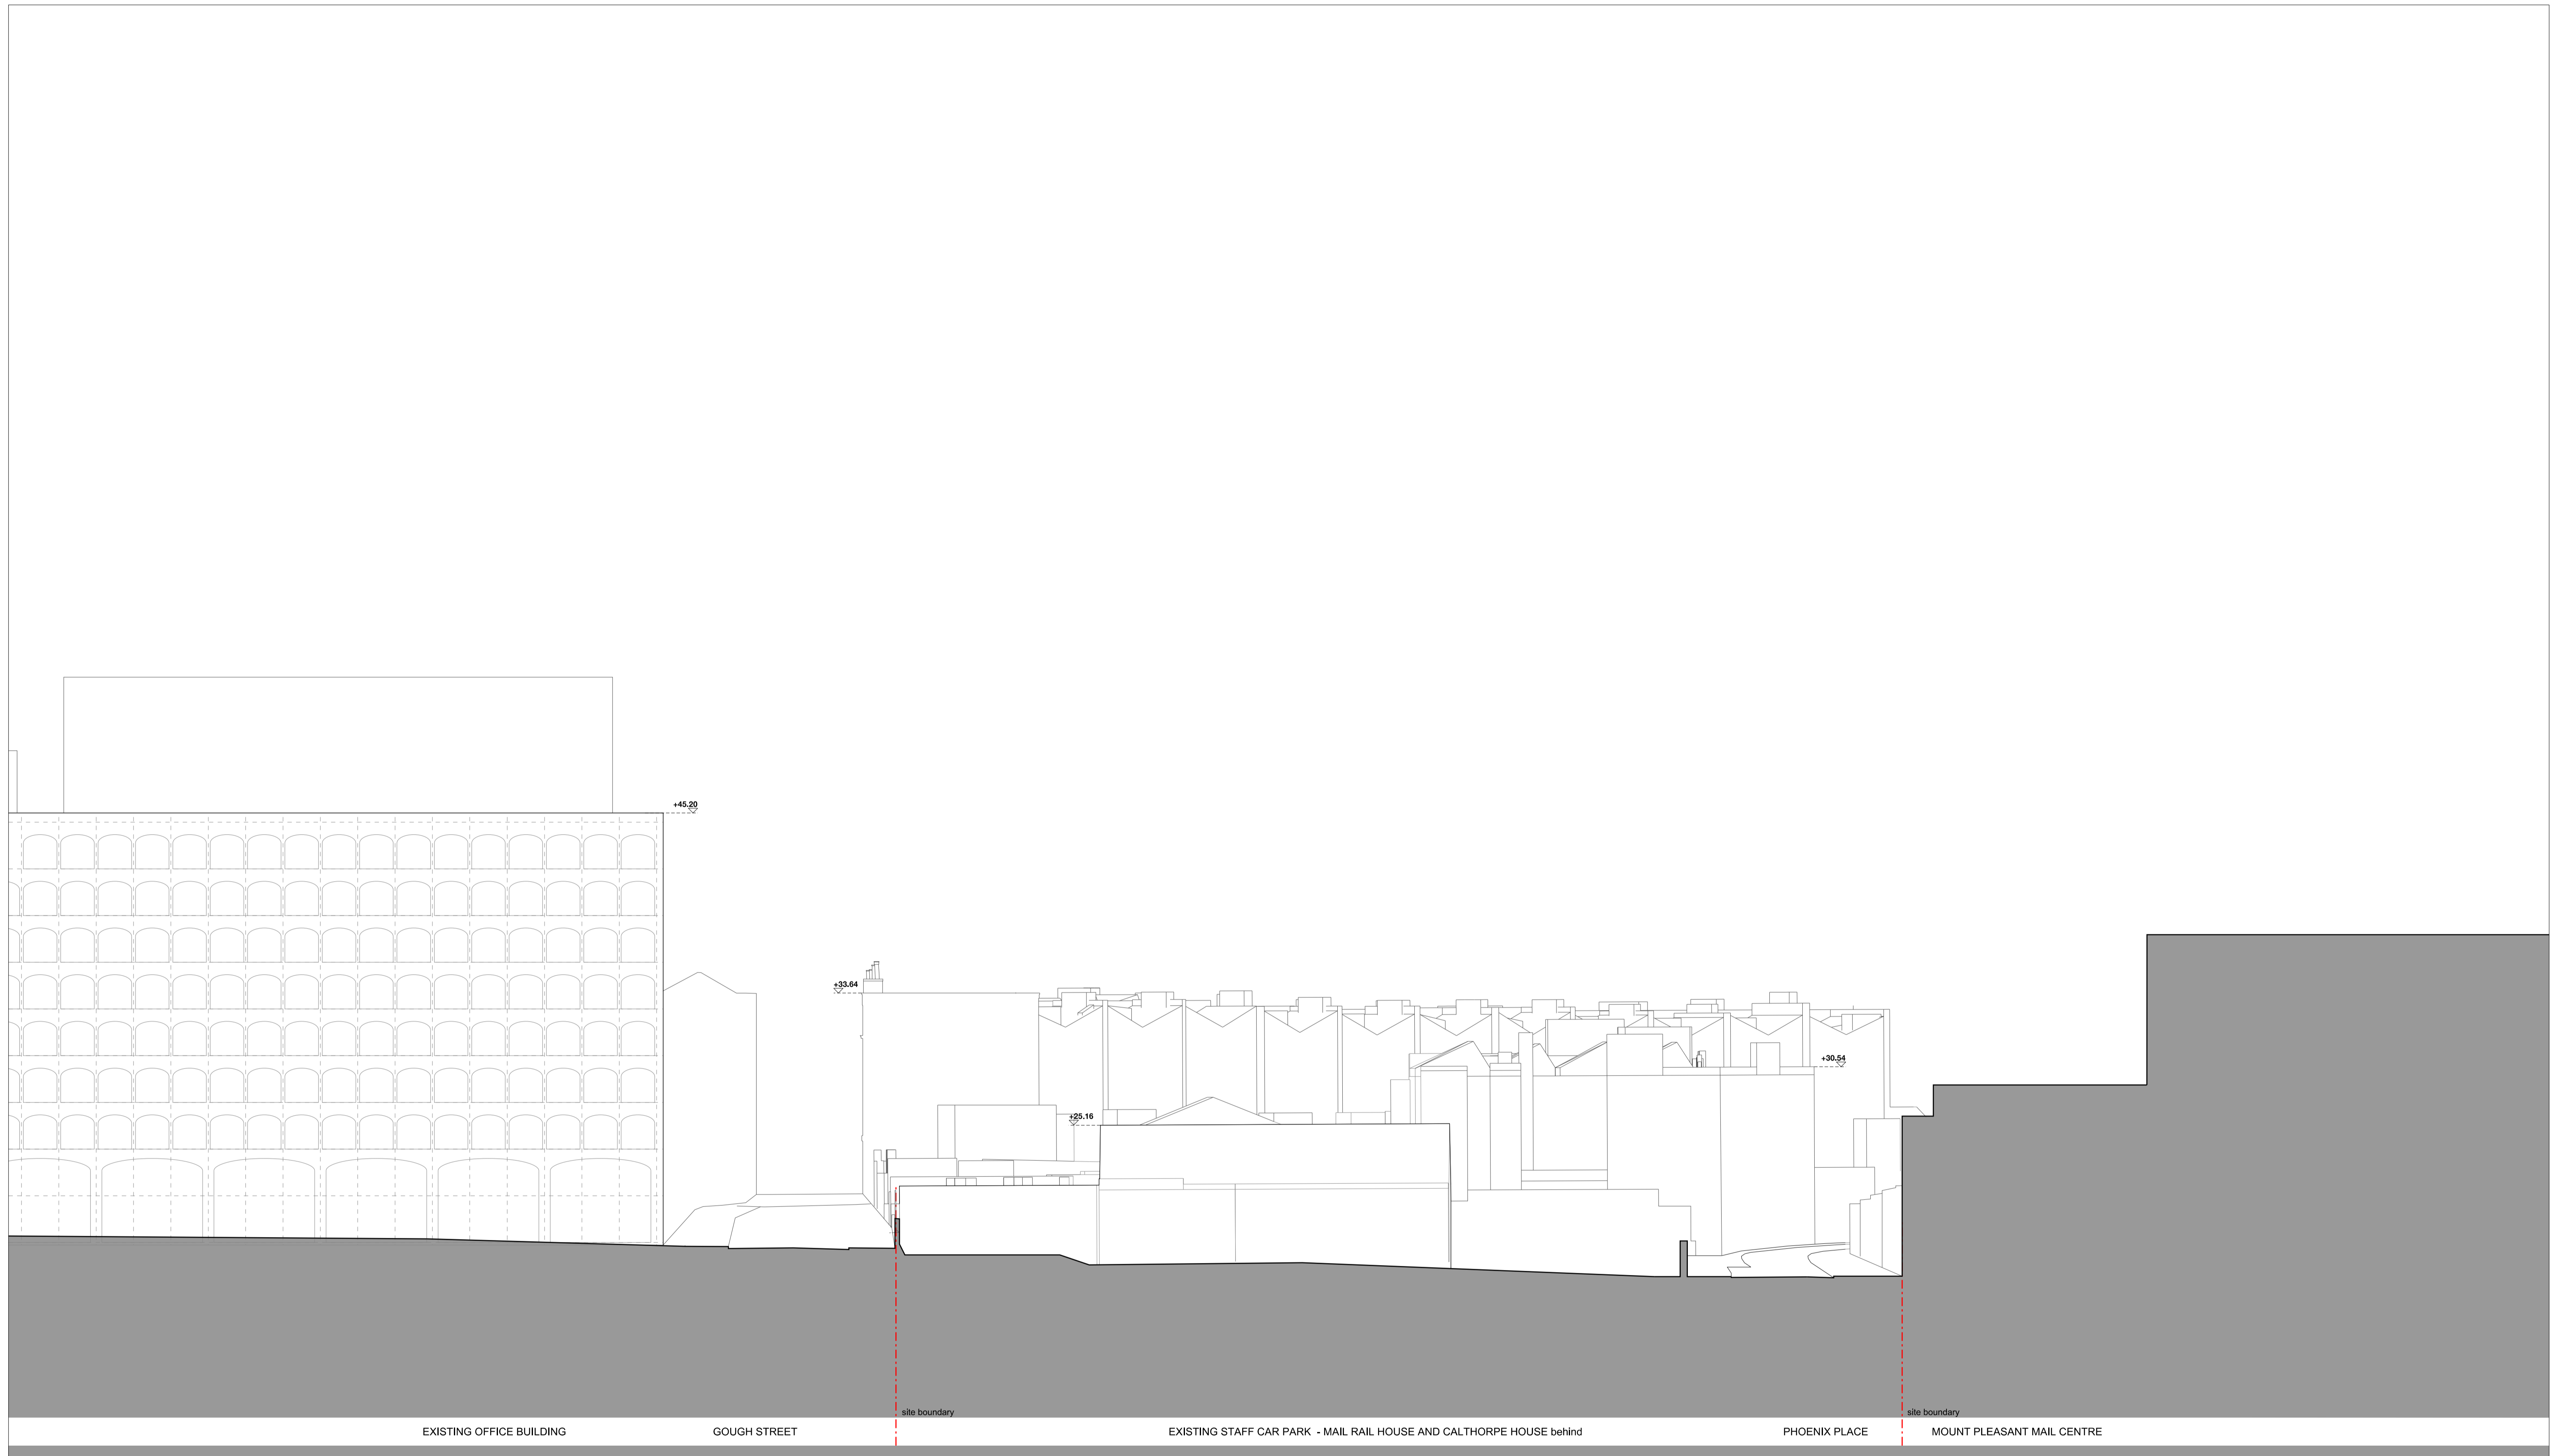 +45.20
+33.64
+30.54
+25.16
site boundary
site boundary
EXISTING OFFICE BUILDING
GOUGH STREET
EXISTING STAFF CAR PARK - MAIL RAIL HOUSE AND CALTHORPE HOUSE behind
PHOENIX PLACE
MOUNT PLEASANT MAIL CENTRE